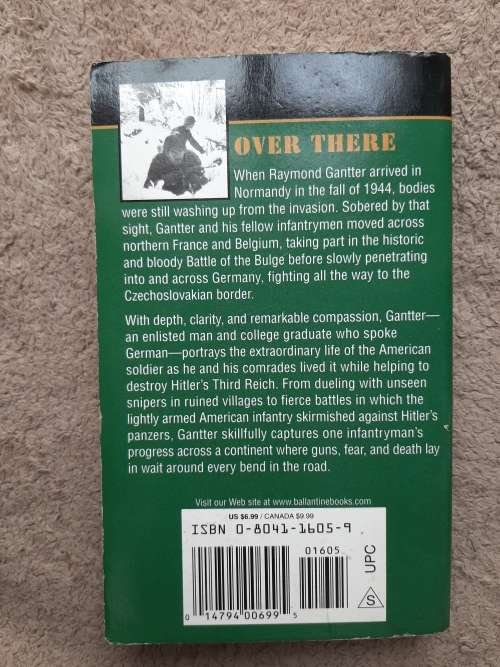 OVER THERE
When Raymond Gantter arrived in
Normandy in the fall of 1944, bodies
were still washing up from the invasion. Sobered by that
sight, Gantter and his fellow infantrymen moved across
northern France and Belgium, taking part in the historic
and bloody Battle of the Bulge before slowly penetrating
into and across Germany, fighting all the way to the
Czechoslovakian border.
With depth, clarity, and remarkable compassion, Gantter—
an enlisted man and college graduate who spoke
German—portrays the extraordinary life of the American
soldier as he and his comrades lived it while helping to
destroy Hitler's Third Reich. From dueling with unseen
snipers in ruined villages to fierce battles in which the
lightly armed American infantry skirmished against Hitler's
panzers, Gantter skillfully captures one infantryman's
progress across a continent where guns, fear, and death lay
in wait around every bend in the road.
Visit our Web site at www.ballantinebooks.com
US $6.99 / CANADA $9.99
ISBN 0-8041-1605-9
01605
UPC
S
0 14794 00699 5